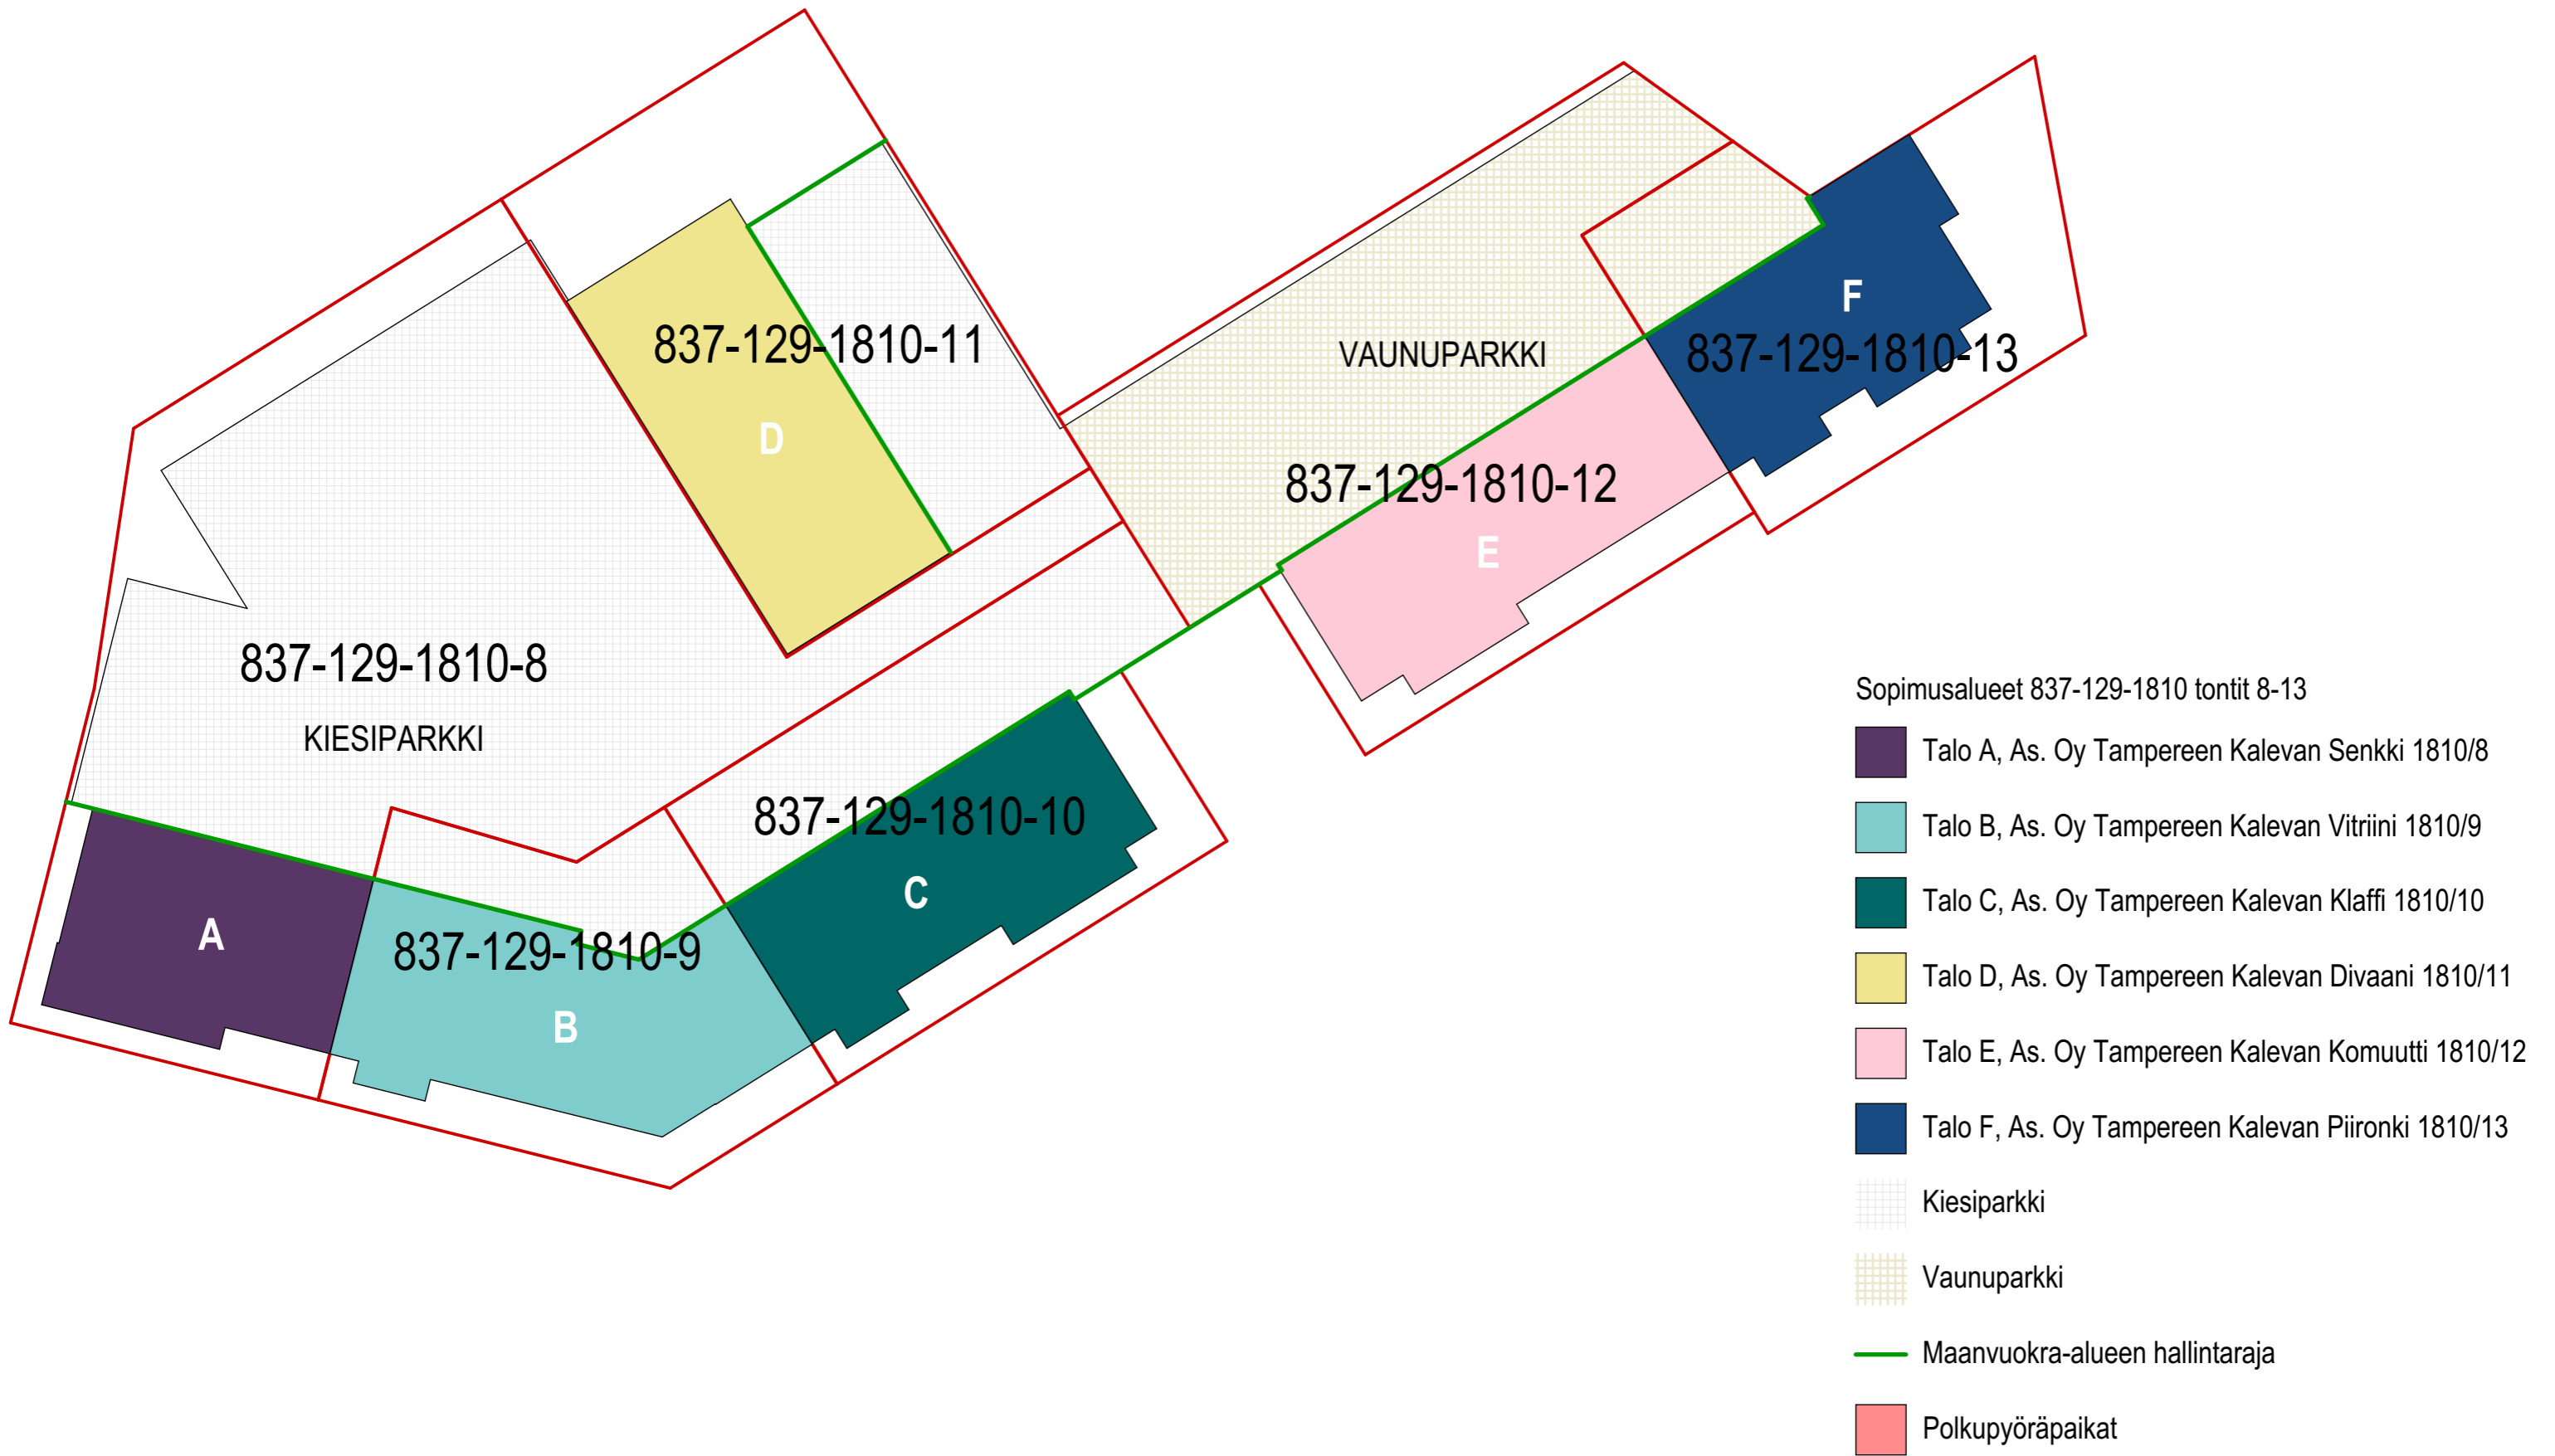 837-129-1810-11
D
VAUNUPARKKI
F
837-129-1810-13
837-129-1810-12
E
837-129-1810-8
KIESIPARKKI
837-129-1810-10
C
A
837-129-1810-9
B
Sopimusalueet 837-129-1810 tontit 8-13
Talo A, As. Oy Tampereen Kalevan Senkki 1810/8
Talo B, As. Oy Tampereen Kalevan Vitriini 1810/9
Talo C, As. Oy Tampereen Kalevan Klaffi 1810/10
Talo D, As. Oy Tampereen Kalevan Divaani 1810/11
Talo E, As. Oy Tampereen Kalevan Komuutti 1810/12
Talo F, As. Oy Tampereen Kalevan Piironki 1810/13
Kiesiparkki
Vaunuparkki
Maanvuokra-alueen hallintaraja
Polkupyöräpaikat